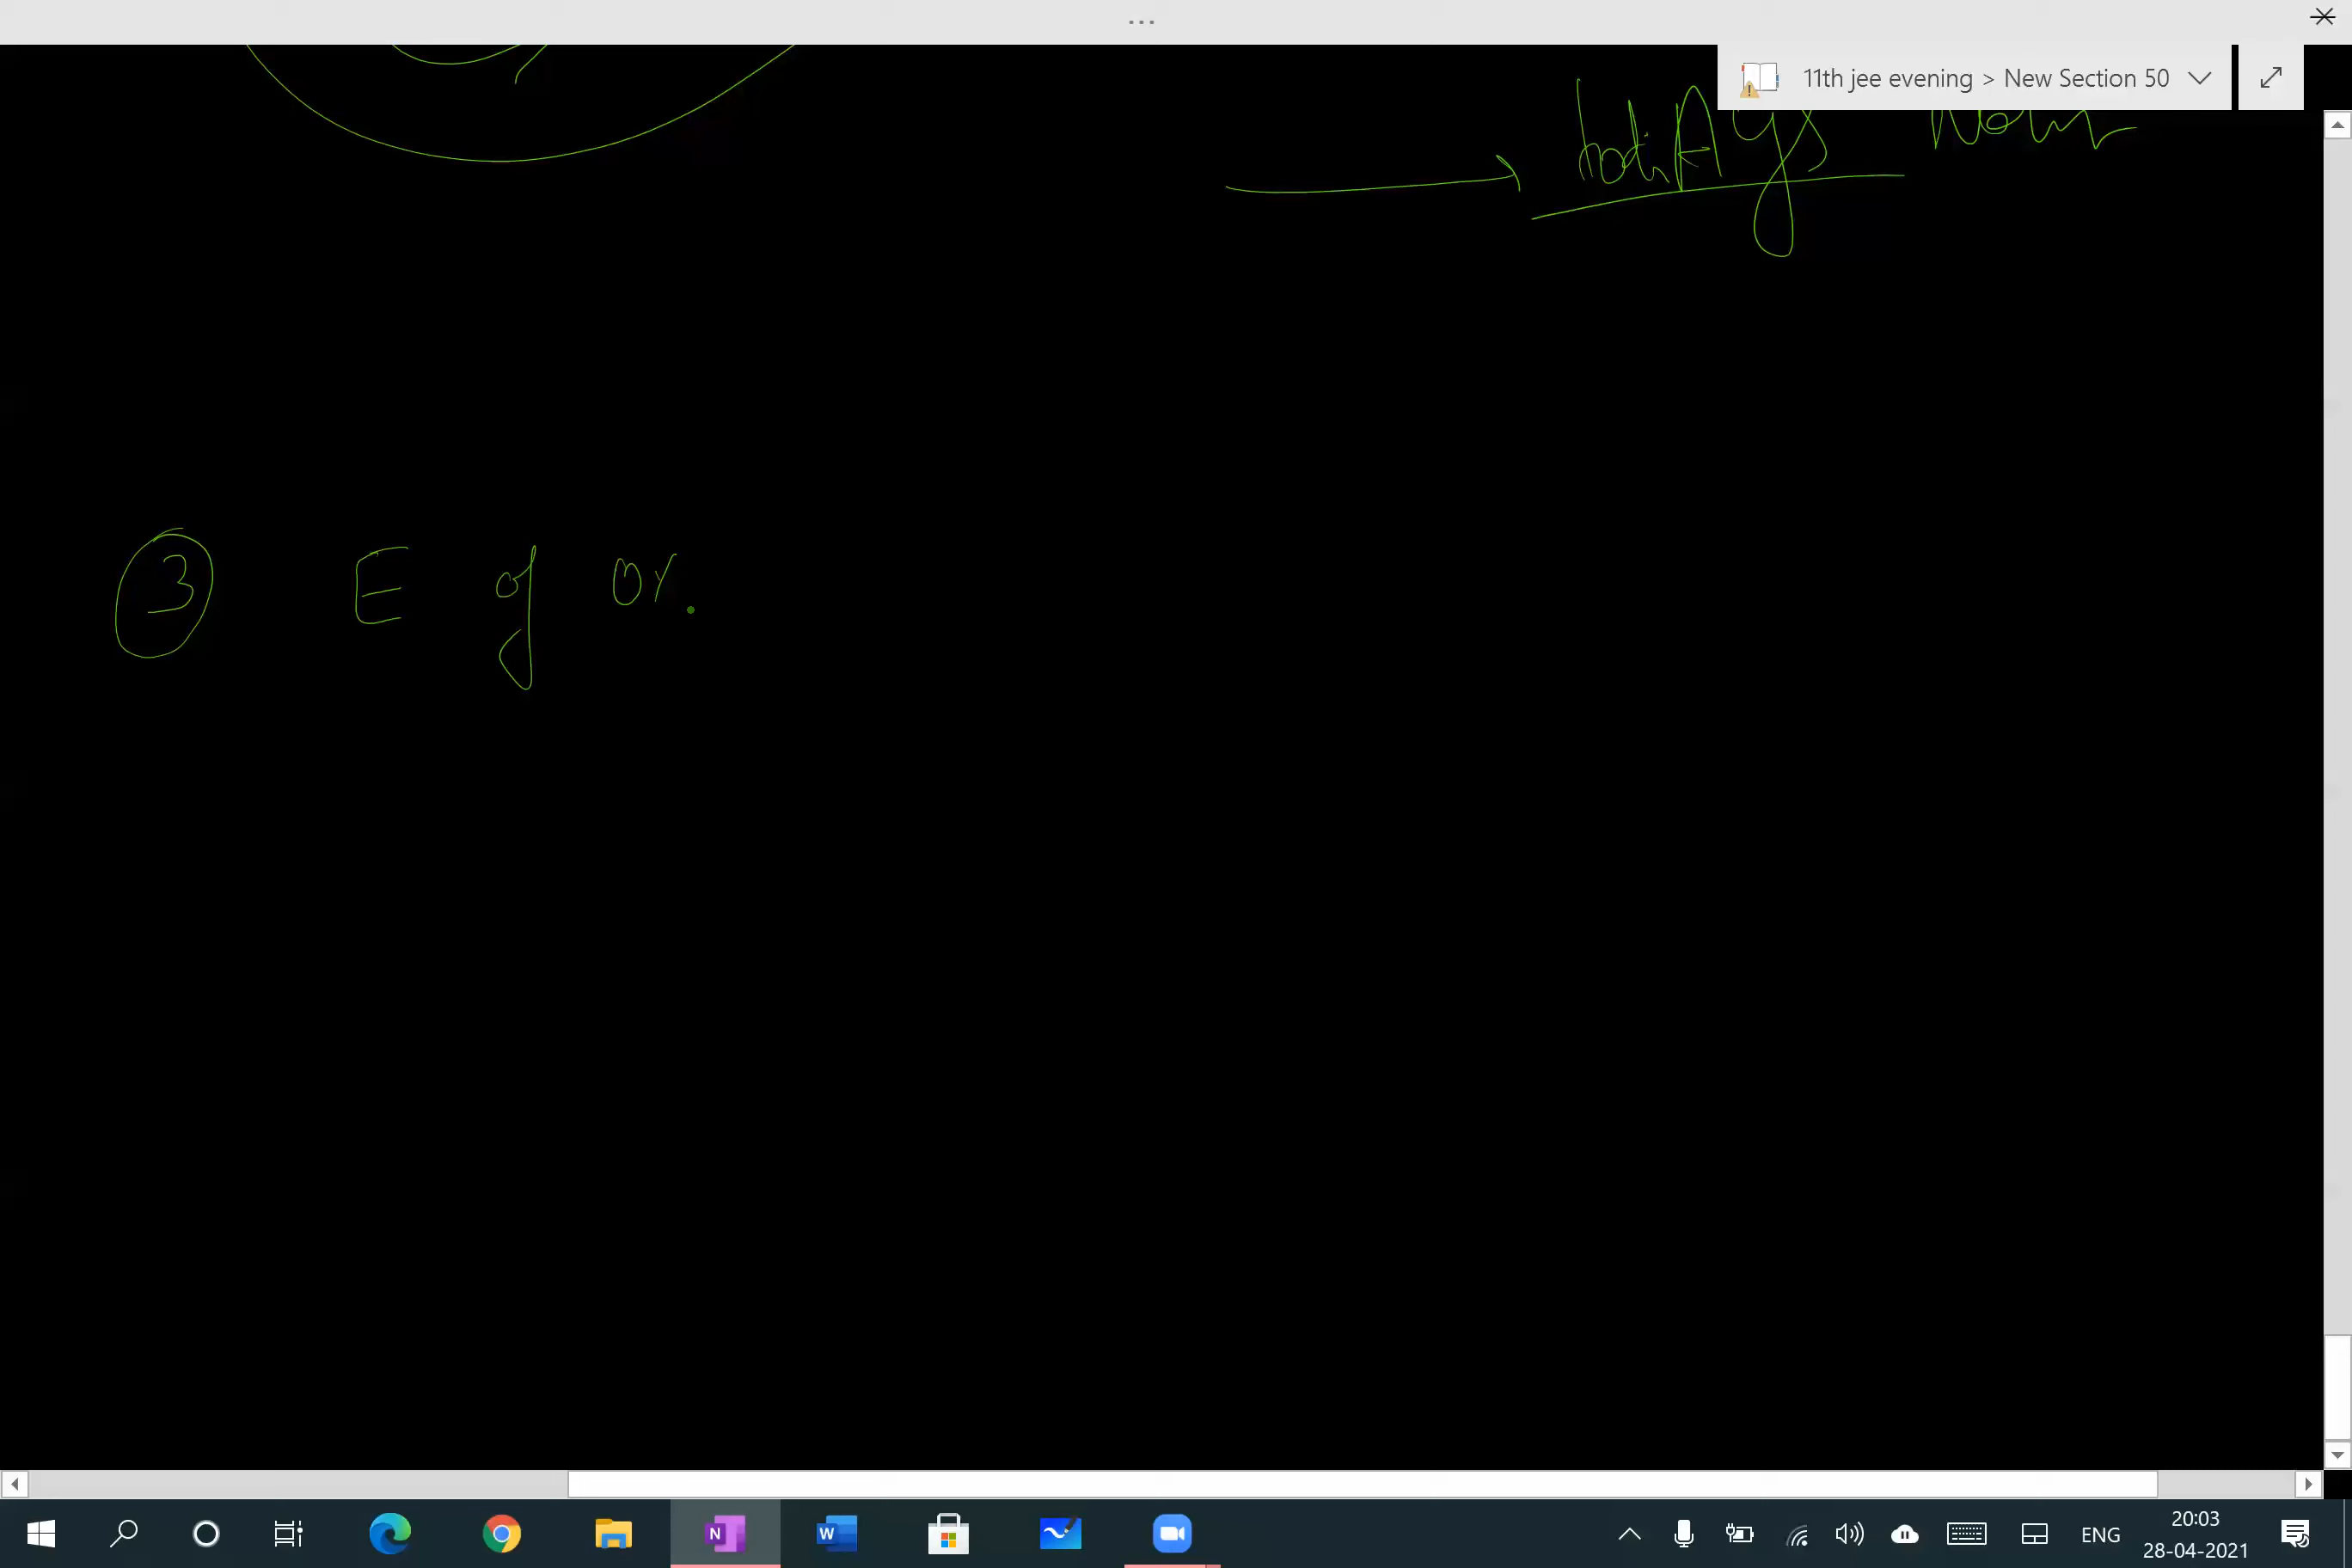 11th jee evening > New Section 50
③ E of or
ENG
20:03
28-04-2021